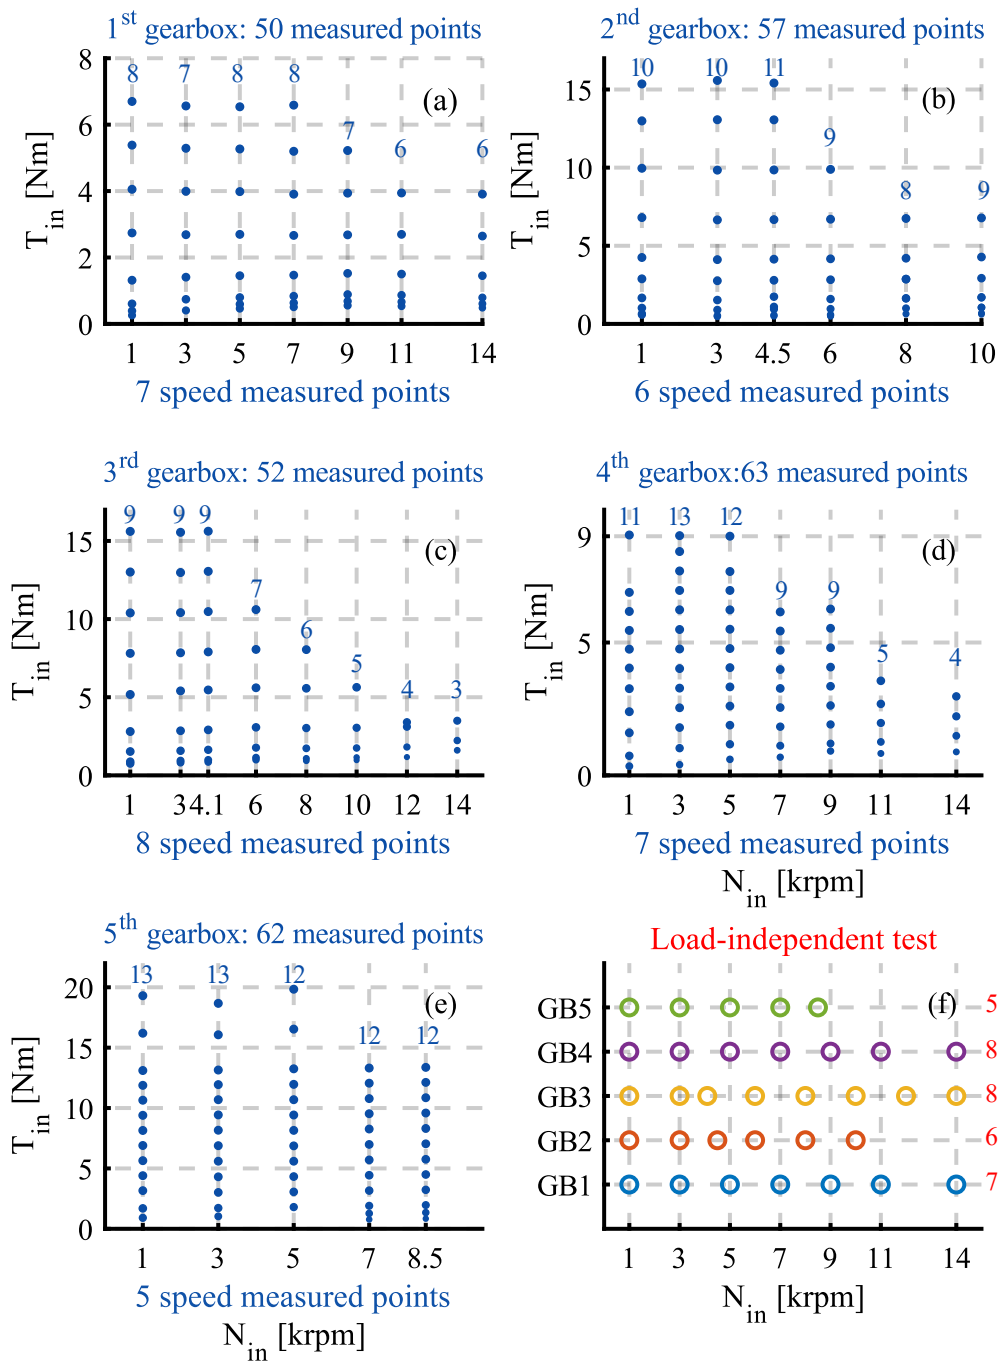 1st gearbox: 50 measured points
8 7 8 8 7 6 6
(a)
T_in [Nm]
8
6
4
2
0
1 3 5 7 9 11 14
7 speed measured points
2nd gearbox: 57 measured points
10 10 11 9 8 9
(b)
T_in [Nm]
15
10
5
0
1 3 4.5 6 8 10
6 speed measured points
3rd gearbox: 52 measured points
9 9 9 7 6 5 4 3
(c)
T_in [Nm]
15
10
5
0
1 3 4.1 6 8 10 12 14
8 speed measured points
4th gearbox:63 measured points
11 13 12 9 9 5 4
(d)
T_in [Nm]
9
5
0
1 3 5 7 9 11 14
7 speed measured points
N_in [krpm]
5th gearbox: 62 measured points
13 13 12 12 12
(e)
T_in [Nm]
20
15
10
5
0
1 3 5 7 8.5
5 speed measured points
N_in [krpm]
Load-independent test
(f)
GB5 5
GB4 8
GB3 8
GB2 6
GB1 7
1 3 5 7 9 11 14
N_in [krpm]